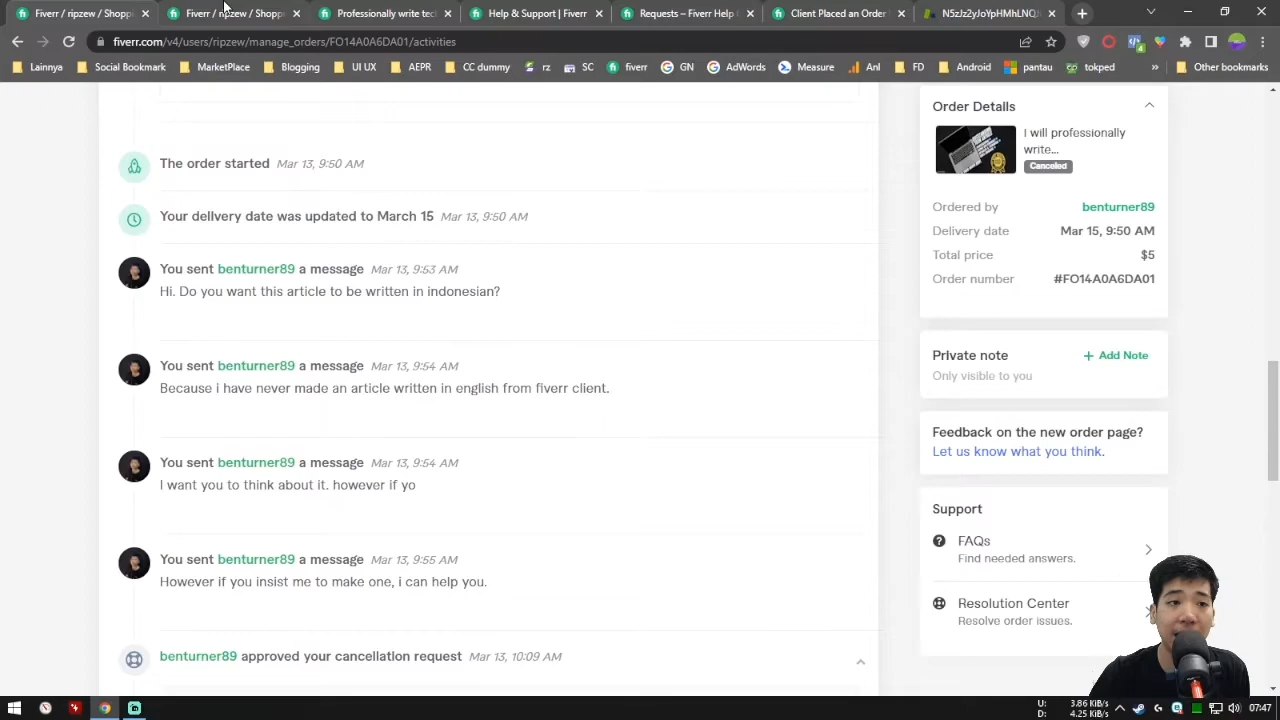 Fiverr / ripzew / Shopp
Fiverr / ripzew / Shopp
Professionally write tec
Help & Support | Fiverr
Requests – Fiverr Help
Client Placed an Order
fiverr.com/v4/users/ripzew/manage_orders/FO14A0A6DA01/activities
Lainnya
Social Bookmark
MarketPlace
Blogging
UI UX
AEPR
CC dummy
rz
SC
fiverr
GN
AdWords
Measure
Anl
FD
Android
pantau
tokped
Other bookmarks
The order started Mar 13, 9:50 AM
Your delivery date was updated to March 15 Mar 13, 9:50 AM
You sent benturner89 a message Mar 13, 9:53 AM
Hi. Do you want this article to be written in indonesian?
You sent benturner89 a message Mar 13, 9:54 AM
Because i have never made an article written in english from fiverr client.
You sent benturner89 a message Mar 13, 9:54 AM
I want you to think about it. however if yo
You sent benturner89 a message Mar 13, 9:55 AM
However if you insist me to make one, i can help you.
benturner89 approved your cancellation request Mar 13, 10:09 AM
Order Details
I will professionally
write...
Canceled
Ordered by benturner89
Delivery date Mar 15, 9:50 AM
Total price $5
Order number #FO14A0A6DA01
Private note + Add Note
Only visible to you
Feedback on the new order page?
Let us know what you think.
Support
FAQs
Find needed answers.
Resolution Center
Resolve order issues.
U: 3.86 KiB/s
D: 4.25 KiB/s
07:47